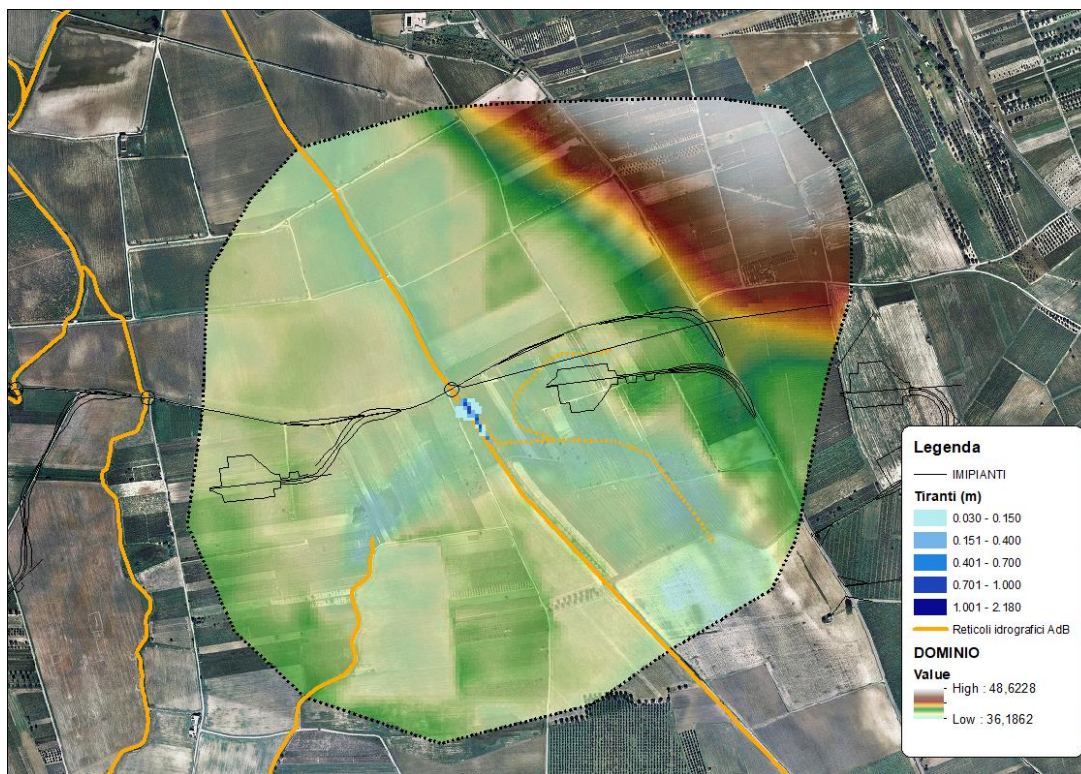 Legenda
IMIPIANTI
Tiranti (m)
0.030 - 0.150
0.151 - 0.400
0.401 - 0.700
0.701 - 1.000
1.001 - 2.180
Reticoli idrografici AdB
DOMINIO
Value
High : 48,6228
Low : 36,1862